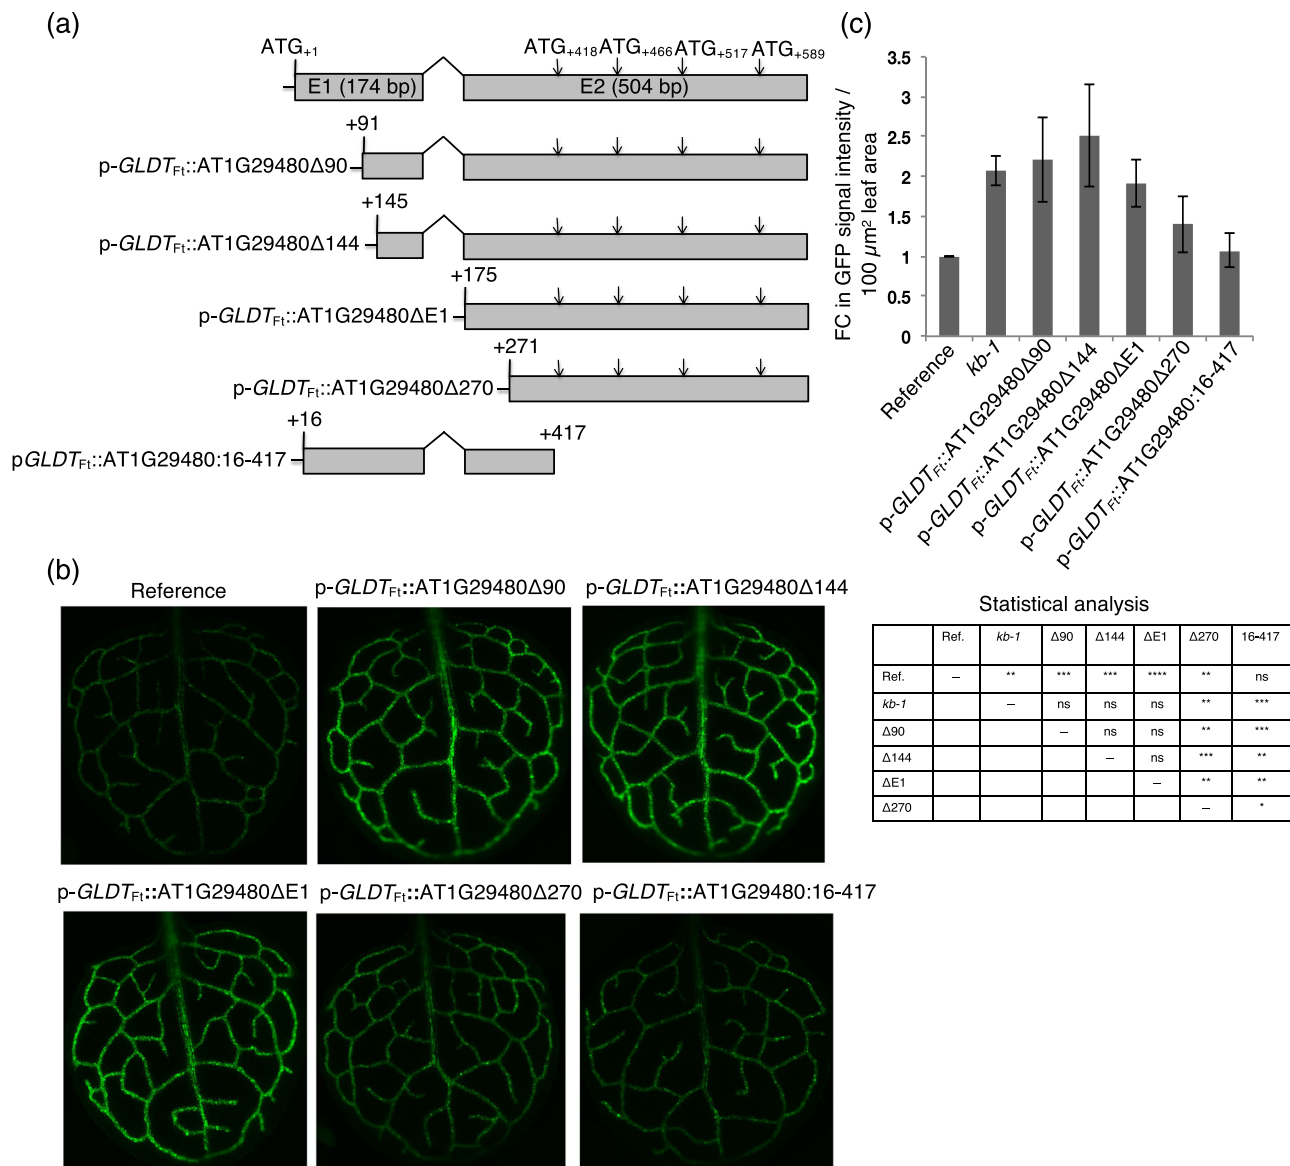 (a)
ATG+1
ATG+418 ATG+466 ATG+517 ATG+589
E1 (174 bp)
E2 (504 bp)
+91
p-GLDTFt::AT1G29480Δ90
+145
p-GLDTFt::AT1G29480Δ144
+175
p-GLDTFt::AT1G29480ΔE1
+271
p-GLDTFt::AT1G29480Δ270
+16
+417
pGLDTFt::AT1G29480:16-417
(c)
FC in GFP signal intensity /
100 µm² leaf area
4
3.5
3
2.5
2
1.5
1
0.5
0
Reference
kb-1
p-GLDTFt::AT1G29480Δ90
p-GLDTFt::AT1G29480Δ144
p-GLDTFt::AT1G29480ΔE1
p-GLDTFt::AT1G29480Δ270
p-GLDTFt::AT1G29480:16-417
(b)
Reference
p-GLDTFt::AT1G29480Δ90
p-GLDTFt::AT1G29480Δ144
p-GLDTFt::AT1G29480ΔE1
p-GLDTFt::AT1G29480Δ270
p-GLDTFt::AT1G29480:16-417
Statistical analysis
Ref. kb-1 Δ90 Δ144 ΔE1 Δ270 16-417
Ref. – ** *** *** **** ** ns
kb-1 – ns ns ns ** ***
Δ90 – ns ns ** ***
Δ144 – ns *** **
ΔE1 – ** **
Δ270 – *